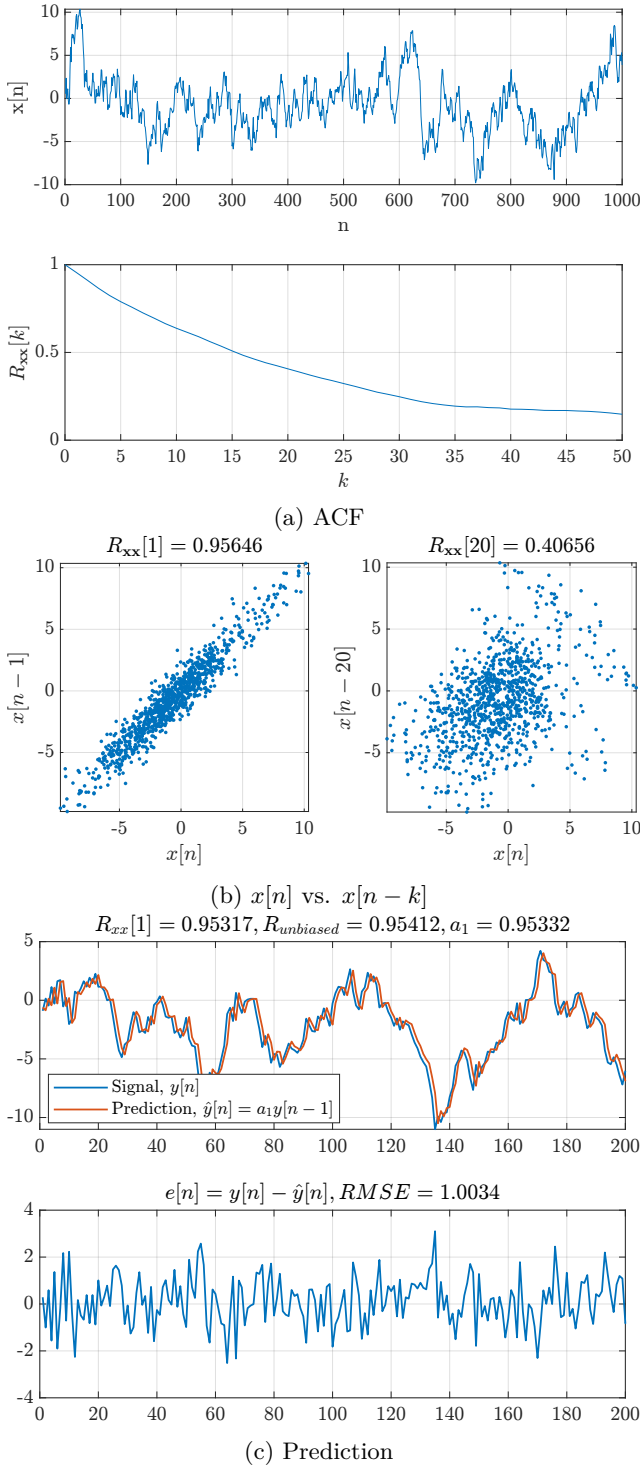 10
5
0
-5
-10
x[n]
0 100 200 300 400 500 600 700 800 900 1000
n
1
0.5
0
R_xx[k]
0 5 10 15 20 25 30 35 40 45 50
k
(a) ACF
R_xx[1] = 0.95646
R_xx[20] = 0.40656
10
5
0
-5
x[n − 1]
-5 0 5 10
x[n]
10
5
0
-5
x[n − 20]
-5 0 5 10
x[n]
(b) x[n] vs. x[n − k]
R_xx[1] = 0.95317, R_unbiased = 0.95412, a_1 = 0.95332
5
0
-5
-10
Signal, y[n]
Prediction, ŷ[n] = a_1y[n − 1]
0 20 40 60 80 100 120 140 160 180 200
e[n] = y[n] − ŷ[n], RMSE = 1.0034
4
2
0
-2
-4
0 20 40 60 80 100 120 140 160 180 200
(c) Prediction